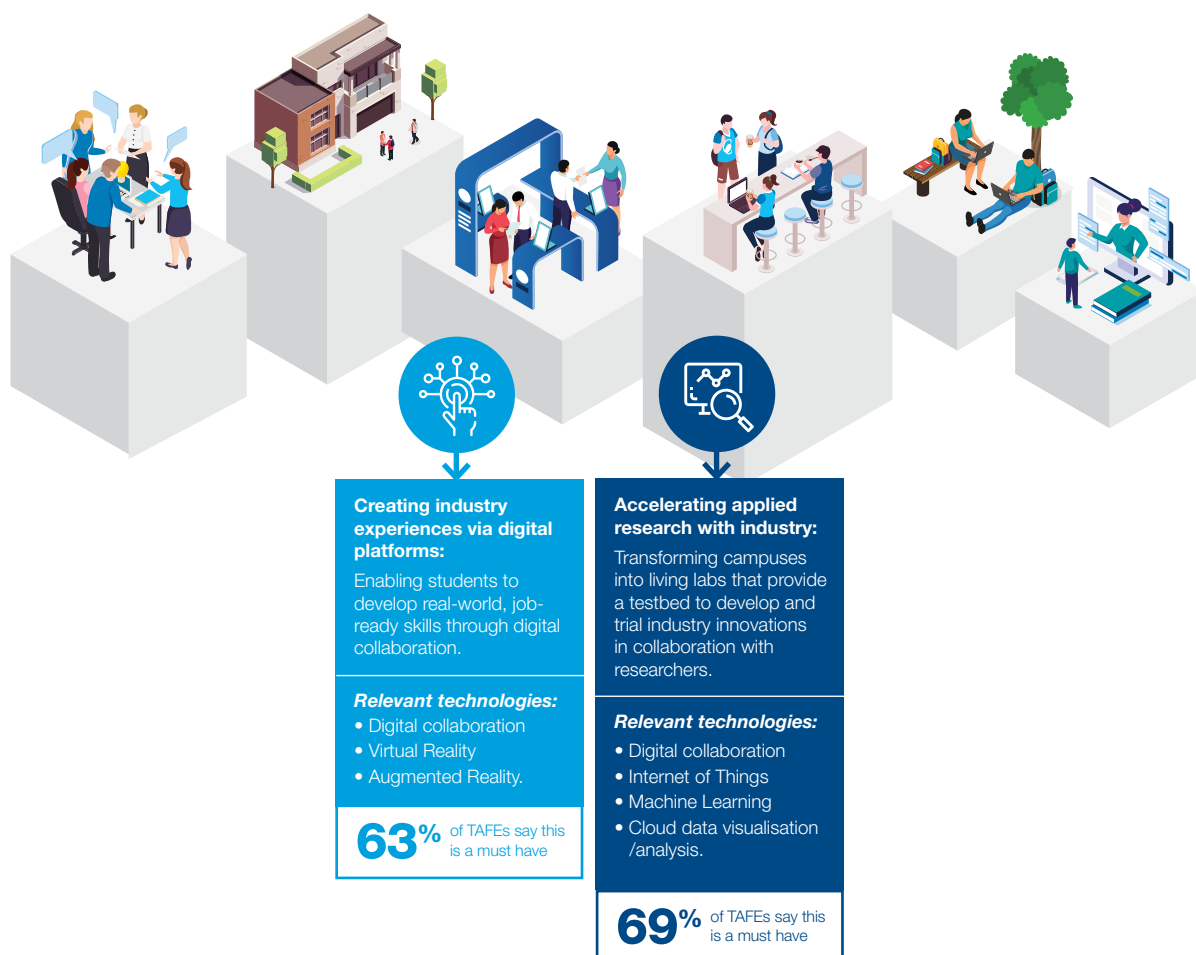 Creating industry
experiences via digital
platforms:
Enabling students to
develop real-world, job-
ready skills through digital
collaboration.
Relevant technologies:
• Digital collaboration
• Virtual Reality
• Augmented Reality.
63% of TAFEs say this
is a must have
Accelerating applied
research with industry:
Transforming campuses
into living labs that provide
a testbed to develop and
trial industry innovations
in collaboration with
researchers.
Relevant technologies:
• Digital collaboration
• Internet of Things
• Machine Learning
• Cloud data visualisation
/analysis.
69% of TAFEs say this
is a must have